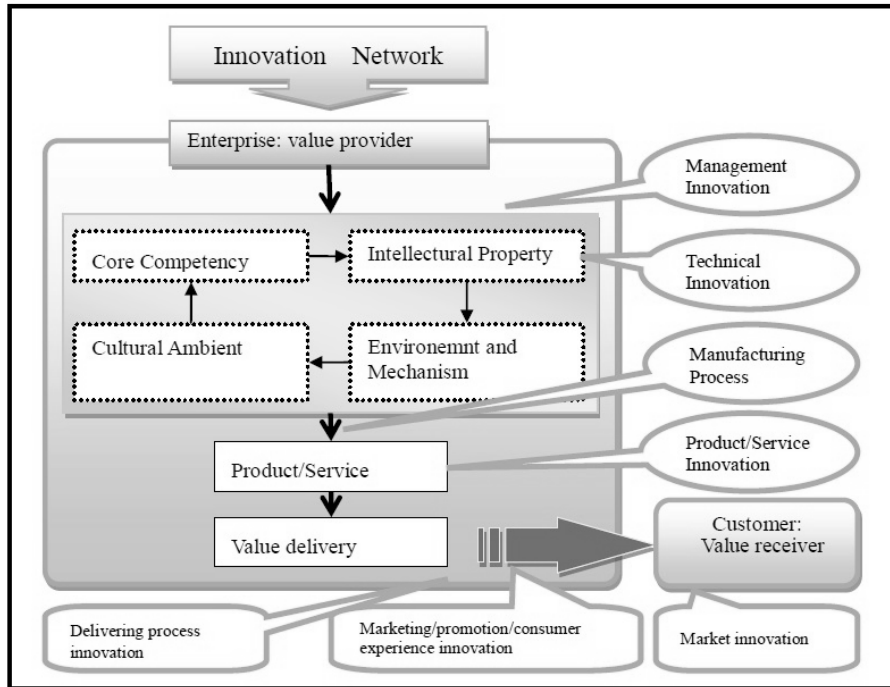 Innovation Network
Enterprise: value provider
Management
Innovation
Core Competency
Intellectural Property
Technical
Innovation
Cultural Ambient
Environemnt and
Mechanism
Manufacturing
Process
Product/Service
Product/Service
Innovation
Value delivery
Customer:
Value receiver
Delivering process
innovation
Marketing/promotion/consumer
experience innovation
Market innovation